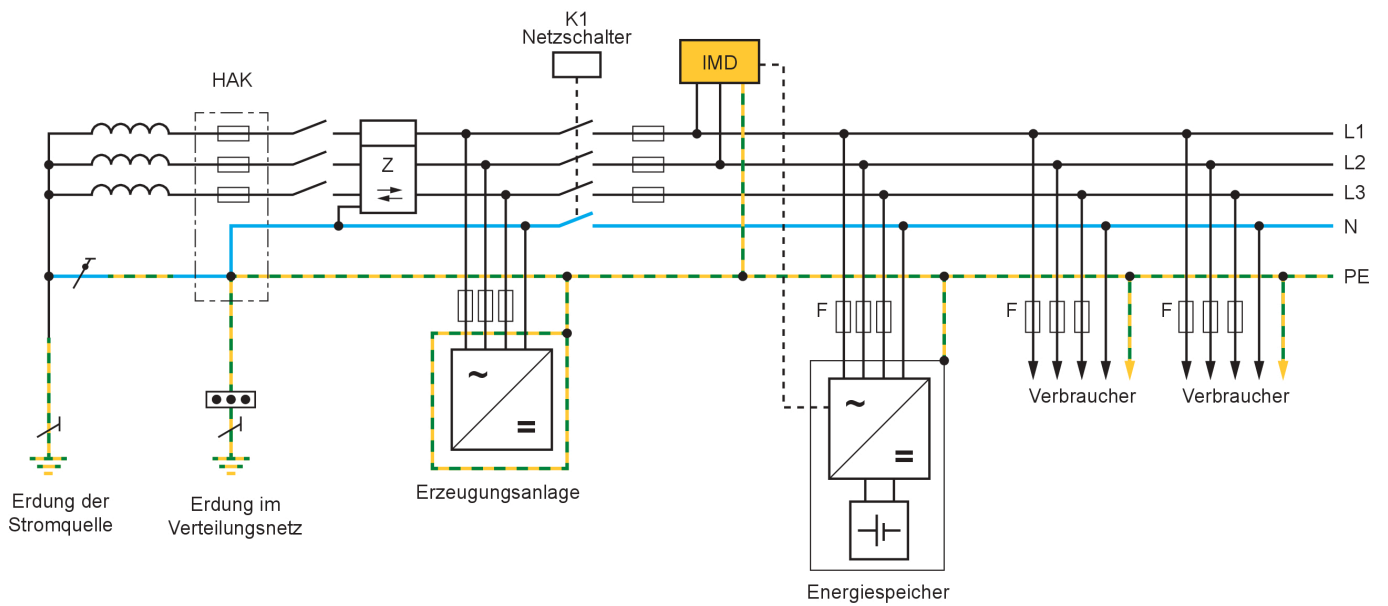 K1
Netzschalter
IMD
HAK
L1
Z
L2
L3
N
PE
F
F
F
Verbraucher
Verbraucher
Erzeugungsanlage
Erdung der
Stromquelle
Erdung im
Verteilungsnetz
Energiespeicher